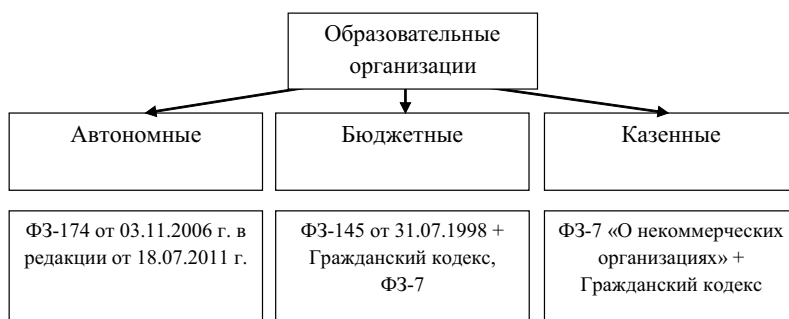 Образовательные
организации
Автономные
Бюджетные
Казенные
ФЗ-174 от 03.11.2006 г. в
редакции от 18.07.2011 г.
ФЗ-145 от 31.07.1998 +
Гражданский кодекс,
ФЗ-7
ФЗ-7 «О некоммерческих
организациях» +
Гражданский кодекс